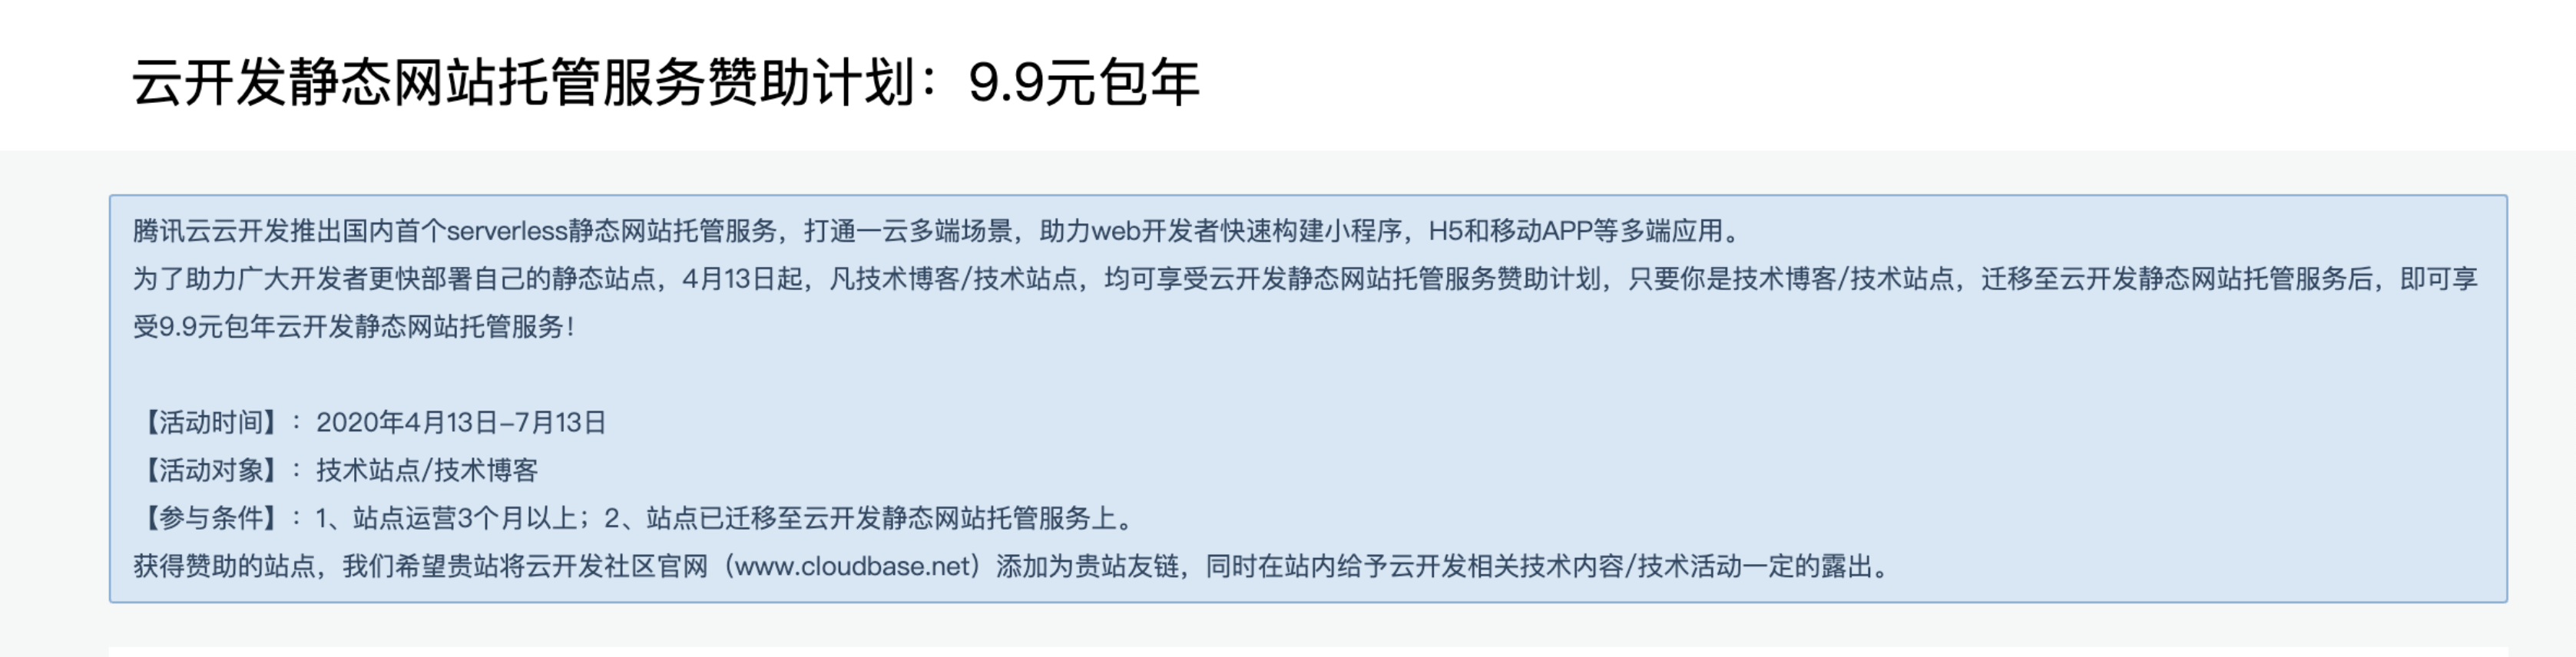 云开发静态网站托管服务赞助计划：9.9元包年
腾讯云云开发推出国内首个serverless静态网站托管服务，打通一云多端场景，助力web开发者快速构建小程序，H5和移动APP等多端应用。
为了助力广大开发者更快部署自己的静态站点，4月13日起，凡技术博客/技术站点，均可享受云开发静态网站托管服务赞助计划，只要你是技术博客/技术站点，迁移至云开发静态网站托管服务后，即可享
受9.9元包年云开发静态网站托管服务！
【活动时间】：2020年4月13日–7月13日
【活动对象】：技术站点/技术博客
【参与条件】：1、站点运营3个月以上；2、站点已迁移至云开发静态网站托管服务上。
获得赞助的站点，我们希望贵站将云开发社区官网（www.cloudbase.net）添加为贵站友链，同时在站内给予云开发相关技术内容/技术活动一定的露出。